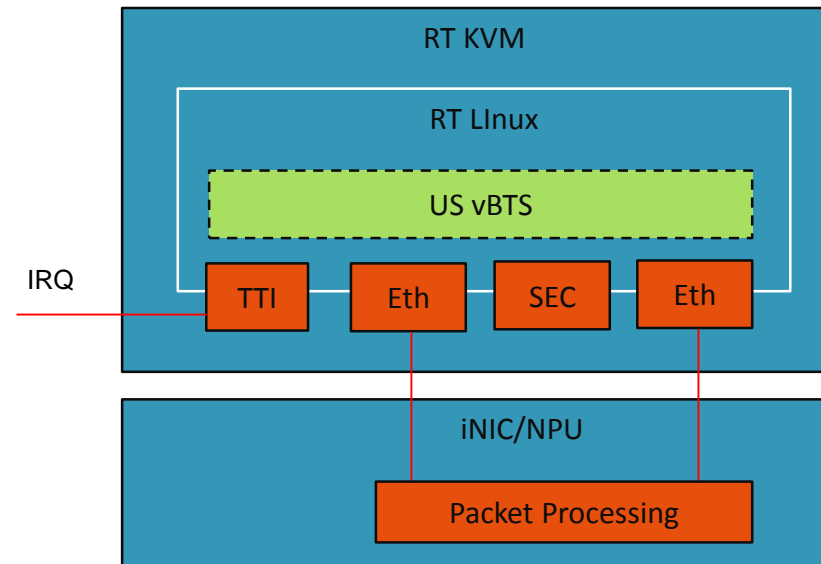 RT KVM
RT LInux
US vBTS
IRQ
TTI
Eth
SEC
Eth
iNIC/NPU
Packet Processing